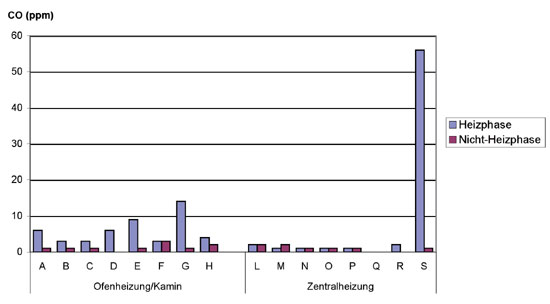 CO (ppm)
60
50
40
30
20
10
0
A B C D E F G H L M N O P Q R S
Ofenheizung/Kamin Zentralheizung
Heizphase
Nicht-Heizphase